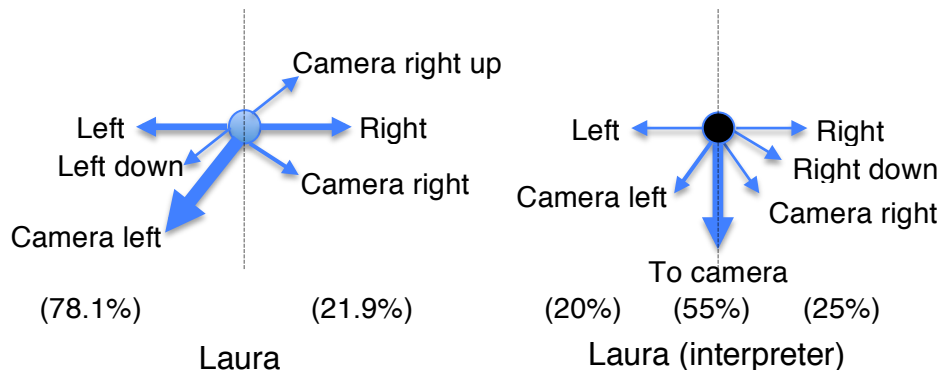 Camera right up
Left
Right
Left down
Camera right
Camera left
(78.1%)
(21.9%)
Laura
Left
Right
Right down
Camera left
Camera right
To camera
(20%)
(55%)
(25%)
Laura (interpreter)